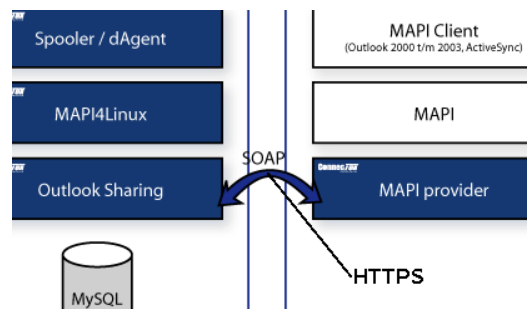 Spooler / dAgent
MAPI Client
(Outlook 2000 t/m 2003, ActiveSync)
MAPI4Linux
MAPI
SOAP
Outlook Sharing
MAPI provider
HTTPS
MySQL